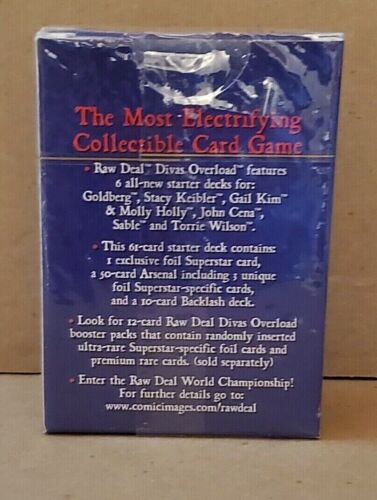 The Most Electrifying
Collectible Card Game
• Raw Deal™ Divas Overload™ features
6 all-new starter decks for:
Goldberg™, Stacy Keibler™, Gail Kim™
& Molly Holly™, John Cena™,
Sable™ and Torrie Wilson™.
• This 61-card starter deck contains:
1 exclusive foil Superstar card,
a 50-card Arsenal including 3 unique
foil Superstar-specific cards,
and a 10-card Backlash deck.
• Look for 12-card Raw Deal Divas Overload
booster packs that contain randomly inserted
ultra-rare Superstar-specific foil cards and
premium rare cards. (sold separately)
• Enter the Raw Deal World Championship!
For further details go to:
www.comicimages.com/rawdeal